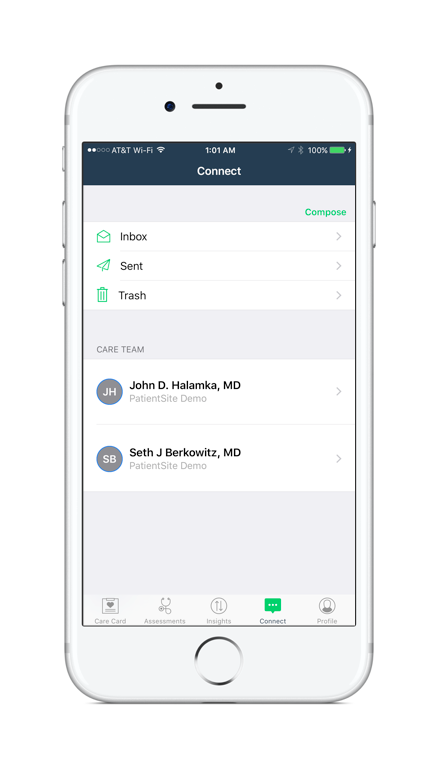 AT&T Wi-Fi 1:01 AM 100%
Connect
Compose
Inbox
Sent
Trash
CARE TEAM
JH John D. Halamka, MD
PatientSite Demo
SB Seth J Berkowitz, MD
PatientSite Demo
Care Card Assessments Insights Connect Profile